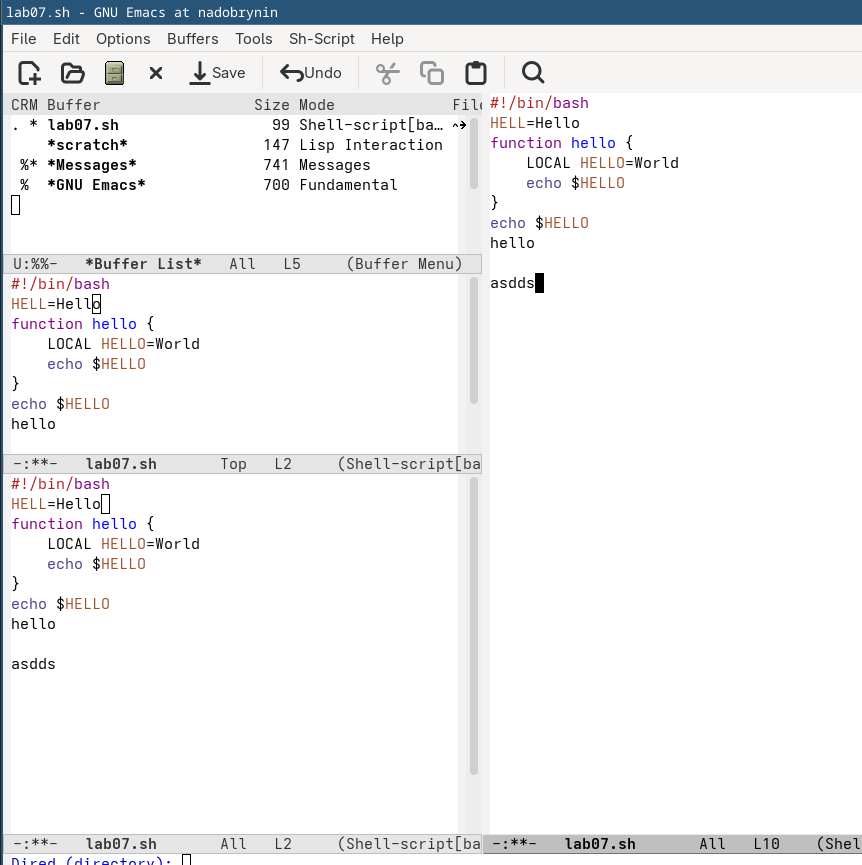 lab07.sh - GNU Emacs at nadobrynin
File Edit Options Buffers Tools Sh-Script Help
Save Undo
CRM Buffer Size Mode File
. * lab07.sh 99 Shell-script[ba… ~>
*scratch* 147 Lisp Interaction
%* *Messages* 741 Messages
% *GNU Emacs* 700 Fundamental
U:%%- *Buffer List* All L5 (Buffer Menu)
#!/bin/bash
HELL=Hello
function hello {
    LOCAL HELLO=World
    echo $HELLO
}
echo $HELLO
hello
-:**- lab07.sh Top L2 (Shell-script[ba
#!/bin/bash
HELL=Hello
function hello {
    LOCAL HELLO=World
    echo $HELLO
}
echo $HELLO
hello
asdds
-:**- lab07.sh All L2 (Shell-script[ba
#!/bin/bash
HELL=Hello
function hello {
    LOCAL HELLO=World
    echo $HELLO
}
echo $HELLO
hello
asdds
-:**- lab07.sh All L10 (Shel
Dired (directory):